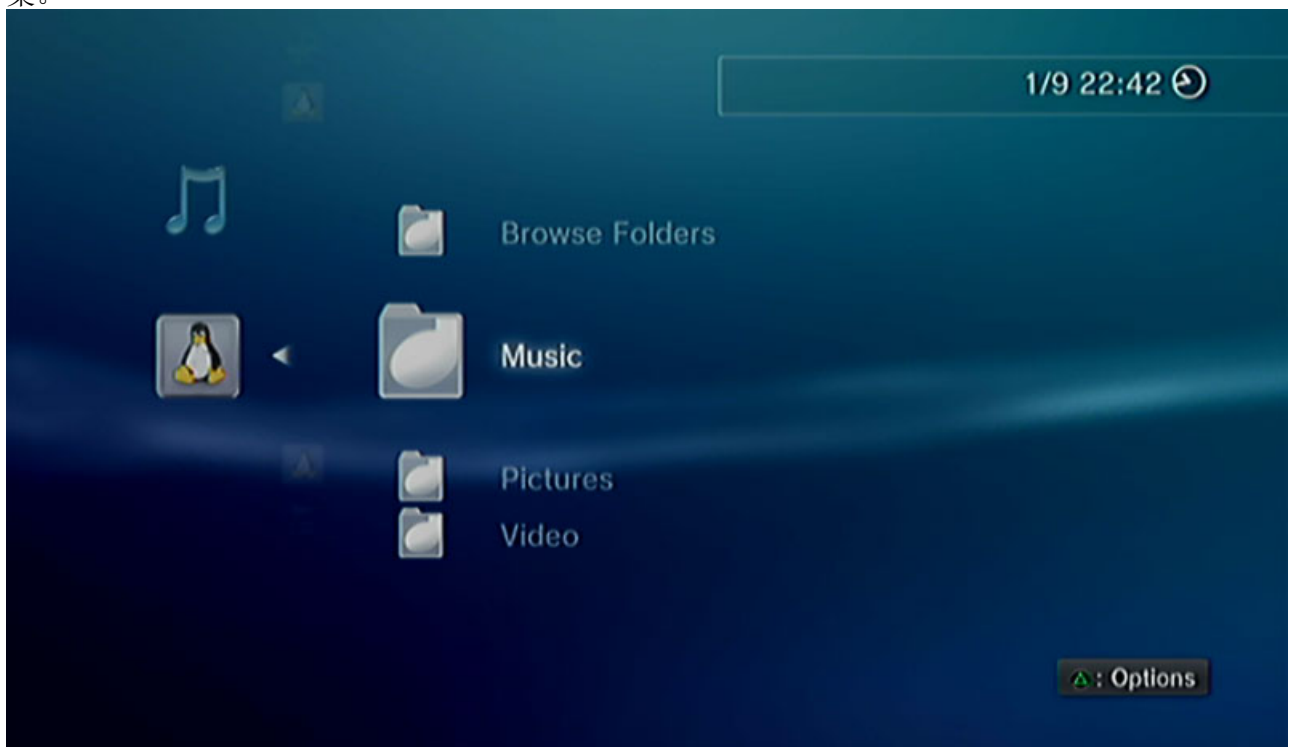 1/9 22:42
Browse Folders
Music
Pictures
Video
: Options